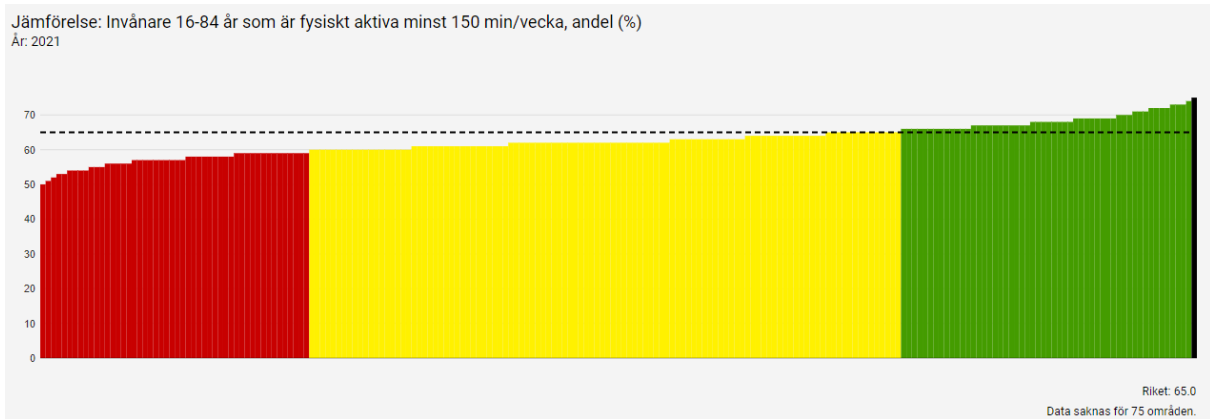 Jämförelse: Invånare 16-84 år som är fysiskt aktiva minst 150 min/vecka, andel (%)
År: 2021
70
60
50
40
30
20
10
0
Riket: 65.0
Data saknas för 75 områden.